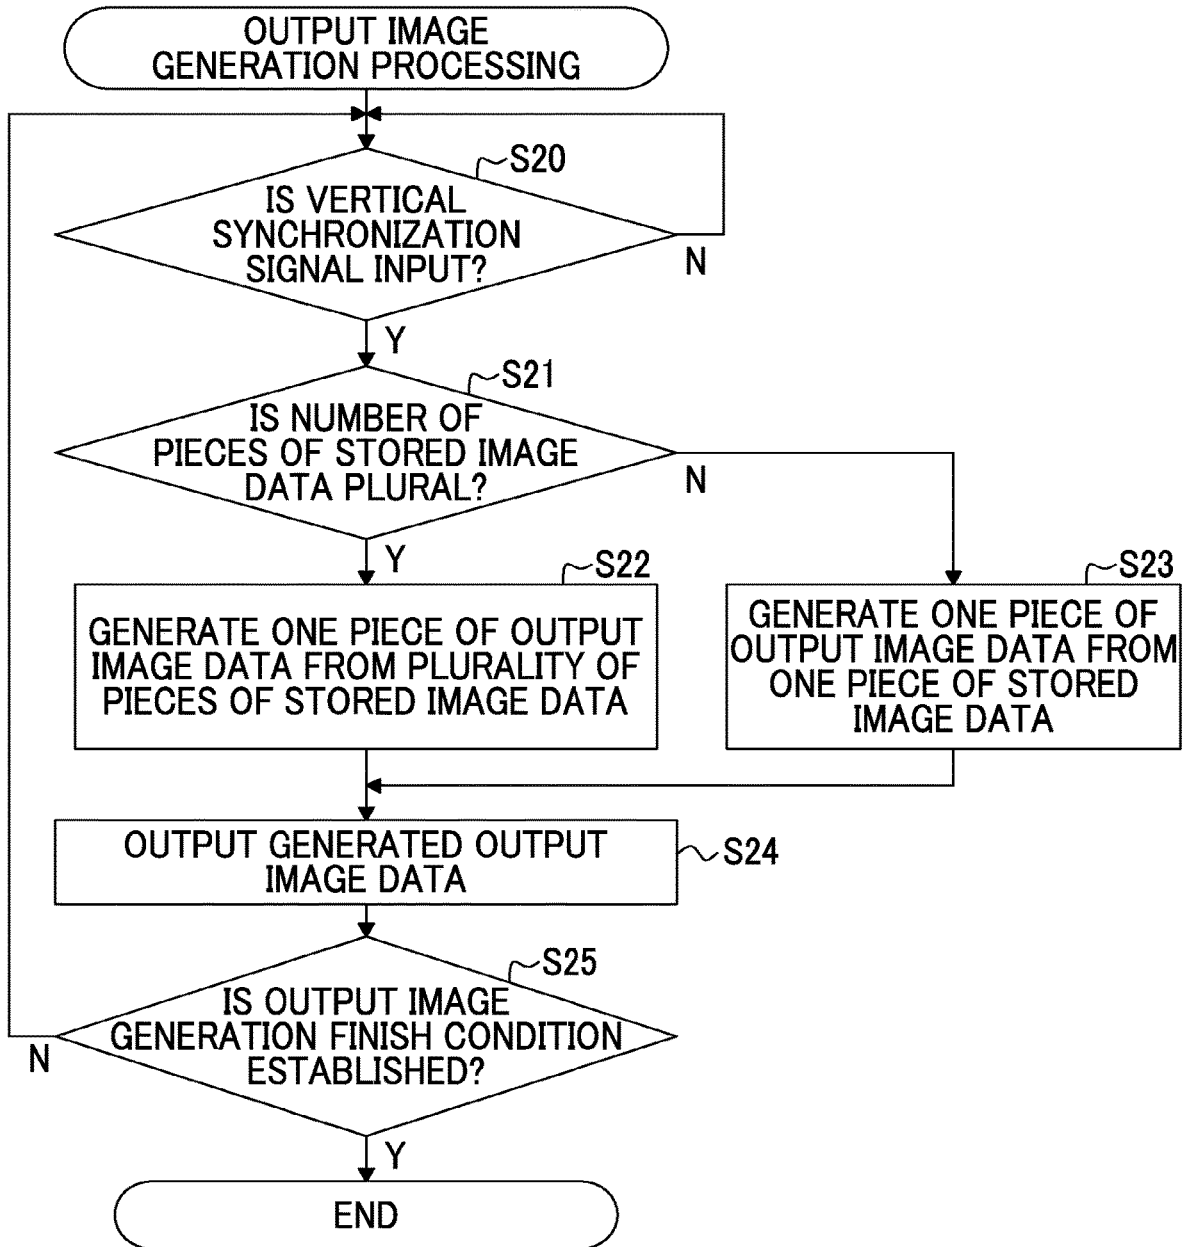 OUTPUT IMAGE
GENERATION PROCESSING
S20
IS VERTICAL
SYNCHRONIZATION
SIGNAL INPUT?
N
Y
S21
IS NUMBER OF
PIECES OF STORED IMAGE
DATA PLURAL?
N
Y
S22
GENERATE ONE PIECE OF OUTPUT
IMAGE DATA FROM PLURALITY OF
PIECES OF STORED IMAGE DATA
S23
GENERATE ONE PIECE OF
OUTPUT IMAGE DATA FROM
ONE PIECE OF STORED
IMAGE DATA
OUTPUT GENERATED OUTPUT
IMAGE DATA
S24
S25
IS OUTPUT IMAGE
GENERATION FINISH CONDITION
ESTABLISHED?
N
Y
END